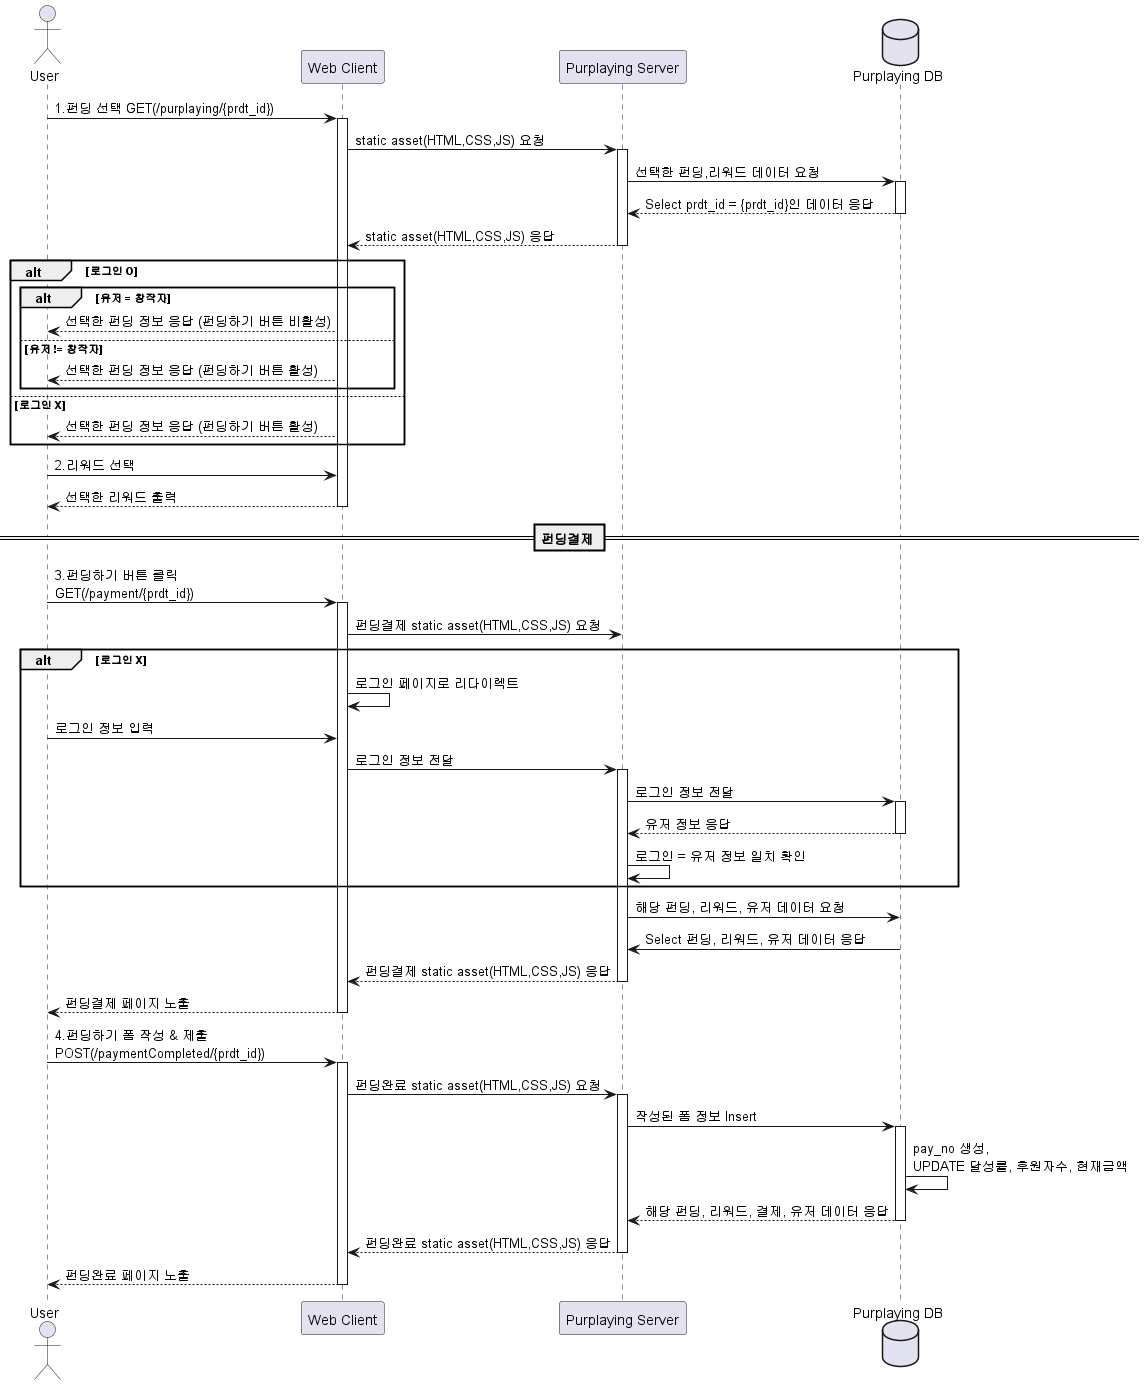 User
Web Client
Purplaying Server
Purplaying DB
1.펀딩 선택 GET(/purplaying/{prdt_id})
static asset(HTML,CSS,JS) 요청
선택한 펀딩,리워드 데이터 요청
Select prdt_id = {prdt_id}인 데이터 응답
static asset(HTML,CSS,JS) 응답
alt [로그인 O]
alt [유저 = 창작자]
선택한 펀딩 정보 응답 (펀딩하기 버튼 비활성)
[유저 != 창작자]
선택한 펀딩 정보 응답 (펀딩하기 버튼 활성)
[로그인 X]
선택한 펀딩 정보 응답 (펀딩하기 버튼 활성)
2.리워드 선택
선택한 리워드 출력
펀딩결제
3.펀딩하기 버튼 클릭
GET(/payment/{prdt_id})
펀딩결제 static asset(HTML,CSS,JS) 요청
alt [로그인 X]
로그인 페이지로 리다이렉트
로그인 정보 입력
로그인 정보 전달
로그인 정보 전달
유저 정보 응답
로그인 = 유저 정보 일치 확인
해당 펀딩, 리워드, 유저 데이터 요청
Select 펀딩, 리워드, 유저 데이터 응답
펀딩결제 static asset(HTML,CSS,JS) 응답
펀딩결제 페이지 노출
4.펀딩하기 폼 작성 & 제출
POST(/paymentCompleted/{prdt_id})
펀딩완료 static asset(HTML,CSS,JS) 요청
작성된 폼 정보 Insert
pay_no 생성,
UPDATE 달성률, 후원자수, 현재금액
해당 펀딩, 리워드, 결제, 유저 데이터 응답
펀딩완료 static asset(HTML,CSS,JS) 응답
펀딩완료 페이지 노출
User
Web Client
Purplaying Server
Purplaying DB